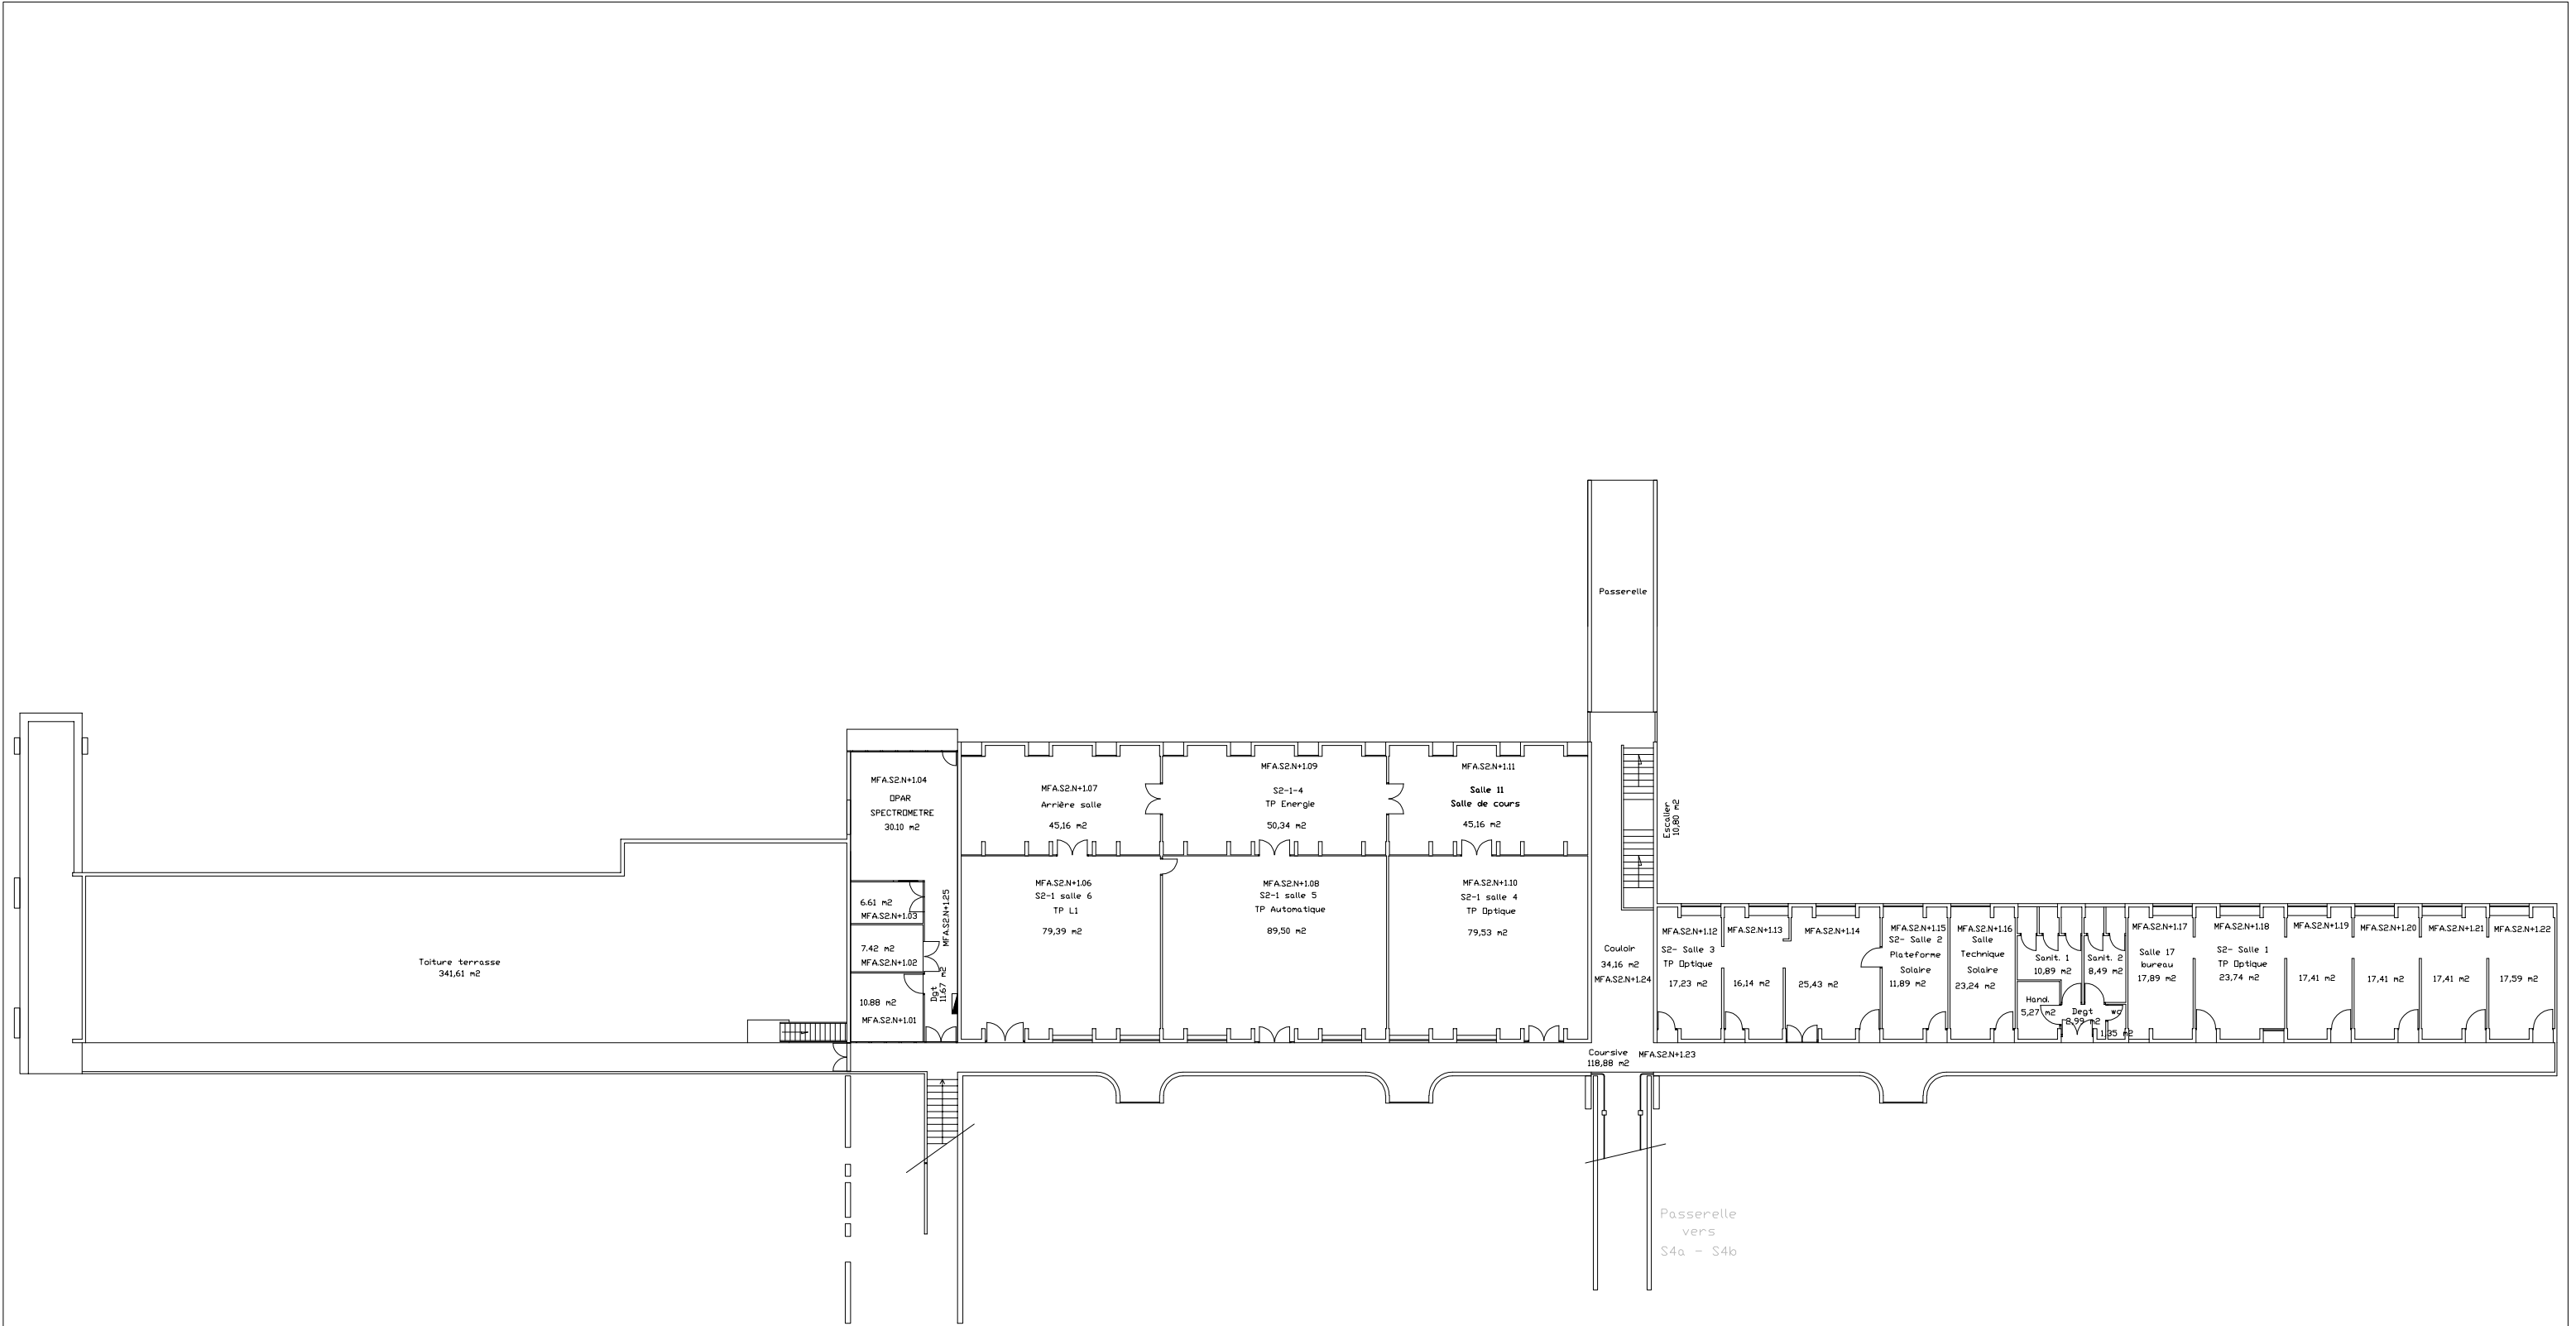 Passerelle
MFA.S2.N+1.04
OPAR
SPECTROMETRE
30.10 m2
6.61 m2
MFA.S2.N+1.03
7.42 m2
MFA.S2.N+1.02
10.88 m2
MFA.S2.N+1.01
MFA.S2.N+1.25
Dgt
11.67 m2
Toiture terrasse
341,61 m2
MFA.S2.N+1.07
Arrière salle
45,16 m2
MFA.S2.N+1.09
S2-1-4
TP Energie
50,34 m2
MFA.S2.N+1.11
Salle 11
Salle de cours
45,16 m2
MFA.S2.N+1.06
S2-1 salle 6
TP L1
79,39 m2
MFA.S2.N+1.08
S2-1 salle 5
TP Automatique
89,50 m2
MFA.S2.N+1.10
S2-1 salle 4
TP Optique
79,53 m2
Escalier
10,80 m2
Couloir
34,16 m2
MFA.S2.N+1.24
MFA.S2.N+1.12
S2- Salle 3
TP Optique
17,23 m2
MFA.S2.N+1.13
16,14 m2
MFA.S2.N+1.14
25,43 m2
MFA.S2.N+1.15
S2- Salle 2
Plateforme
Solaire
11,89 m2
MFA.S2.N+1.16
Salle
Technique
Solaire
23,24 m2
Sanit. 1
10,89 m2
Sanit. 2
8,49 m2
Hand.
5,27 m2
Degt
8,99 m2
wc
1,35 m2
MFA.S2.N+1.17
Salle 17
bureau
17,89 m2
MFA.S2.N+1.18
S2- Salle 1
TP Optique
23,74 m2
MFA.S2.N+1.19
17,41 m2
MFA.S2.N+1.20
17,41 m2
MFA.S2.N+1.21
17,41 m2
MFA.S2.N+1.22
17,59 m2
Coursive
118,88 m2
MFA.S2.N+1.23
Passerelle
vers
S4a - S4b